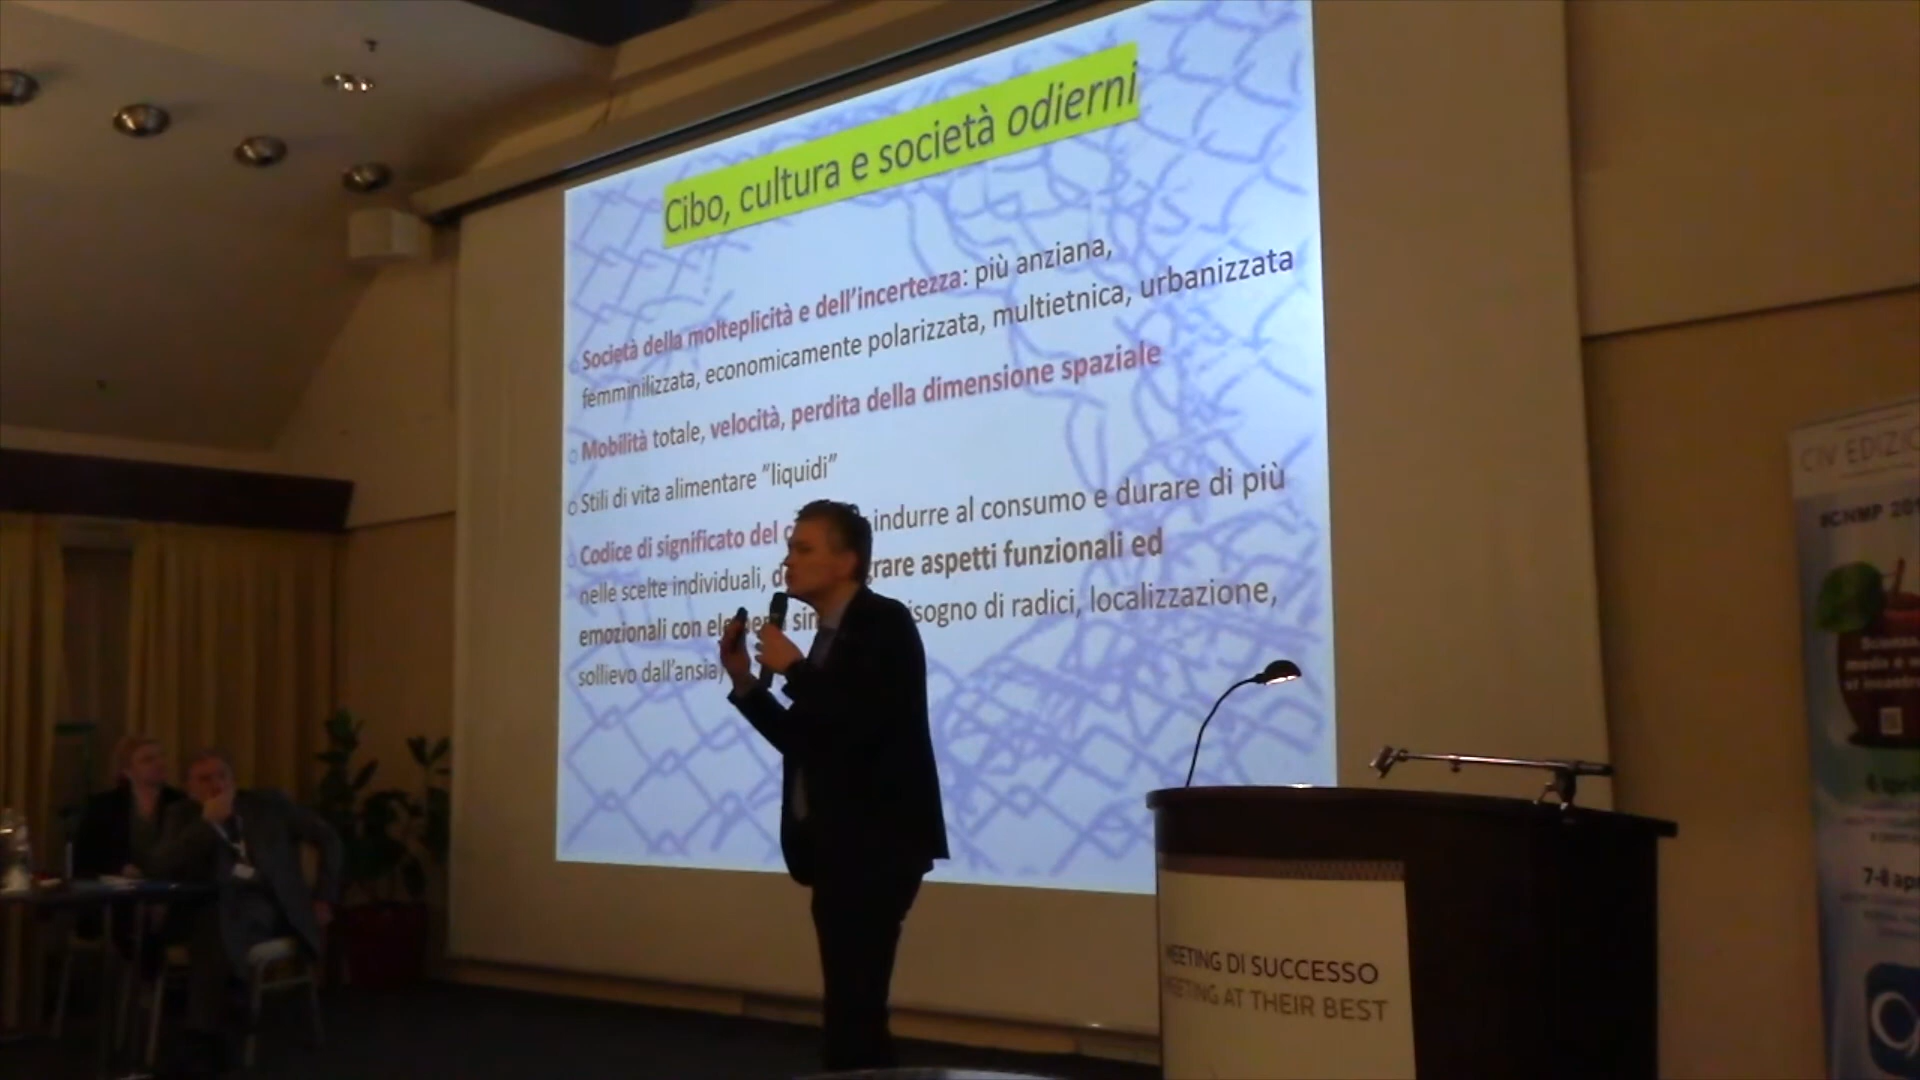 Cibo, cultura e società odierni
Società della molteplicità e dell'incertezza: più anziana,
femminilizzata, economicamente polarizzata, multietnica, urbanizzata
Mobilità totale, velocità, perdita della dimensione spaziale
Stili di vita alimentare "liquidi"
Codice di significato del indurre al consumo e durare di più
nelle scelte individuali, aspetti funzionali ed
emozionali con di radici, localizzazione,
sollievo dall'ansia)
MEETING DI SUCCESSO
MEETING AT THEIR BEST
CIV EDIZIO
#CNMP 201
7-8 apr